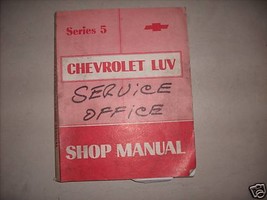 Series 5
CHEVROLET LUV
SERVICE
OFFICE
SHOP MANUAL